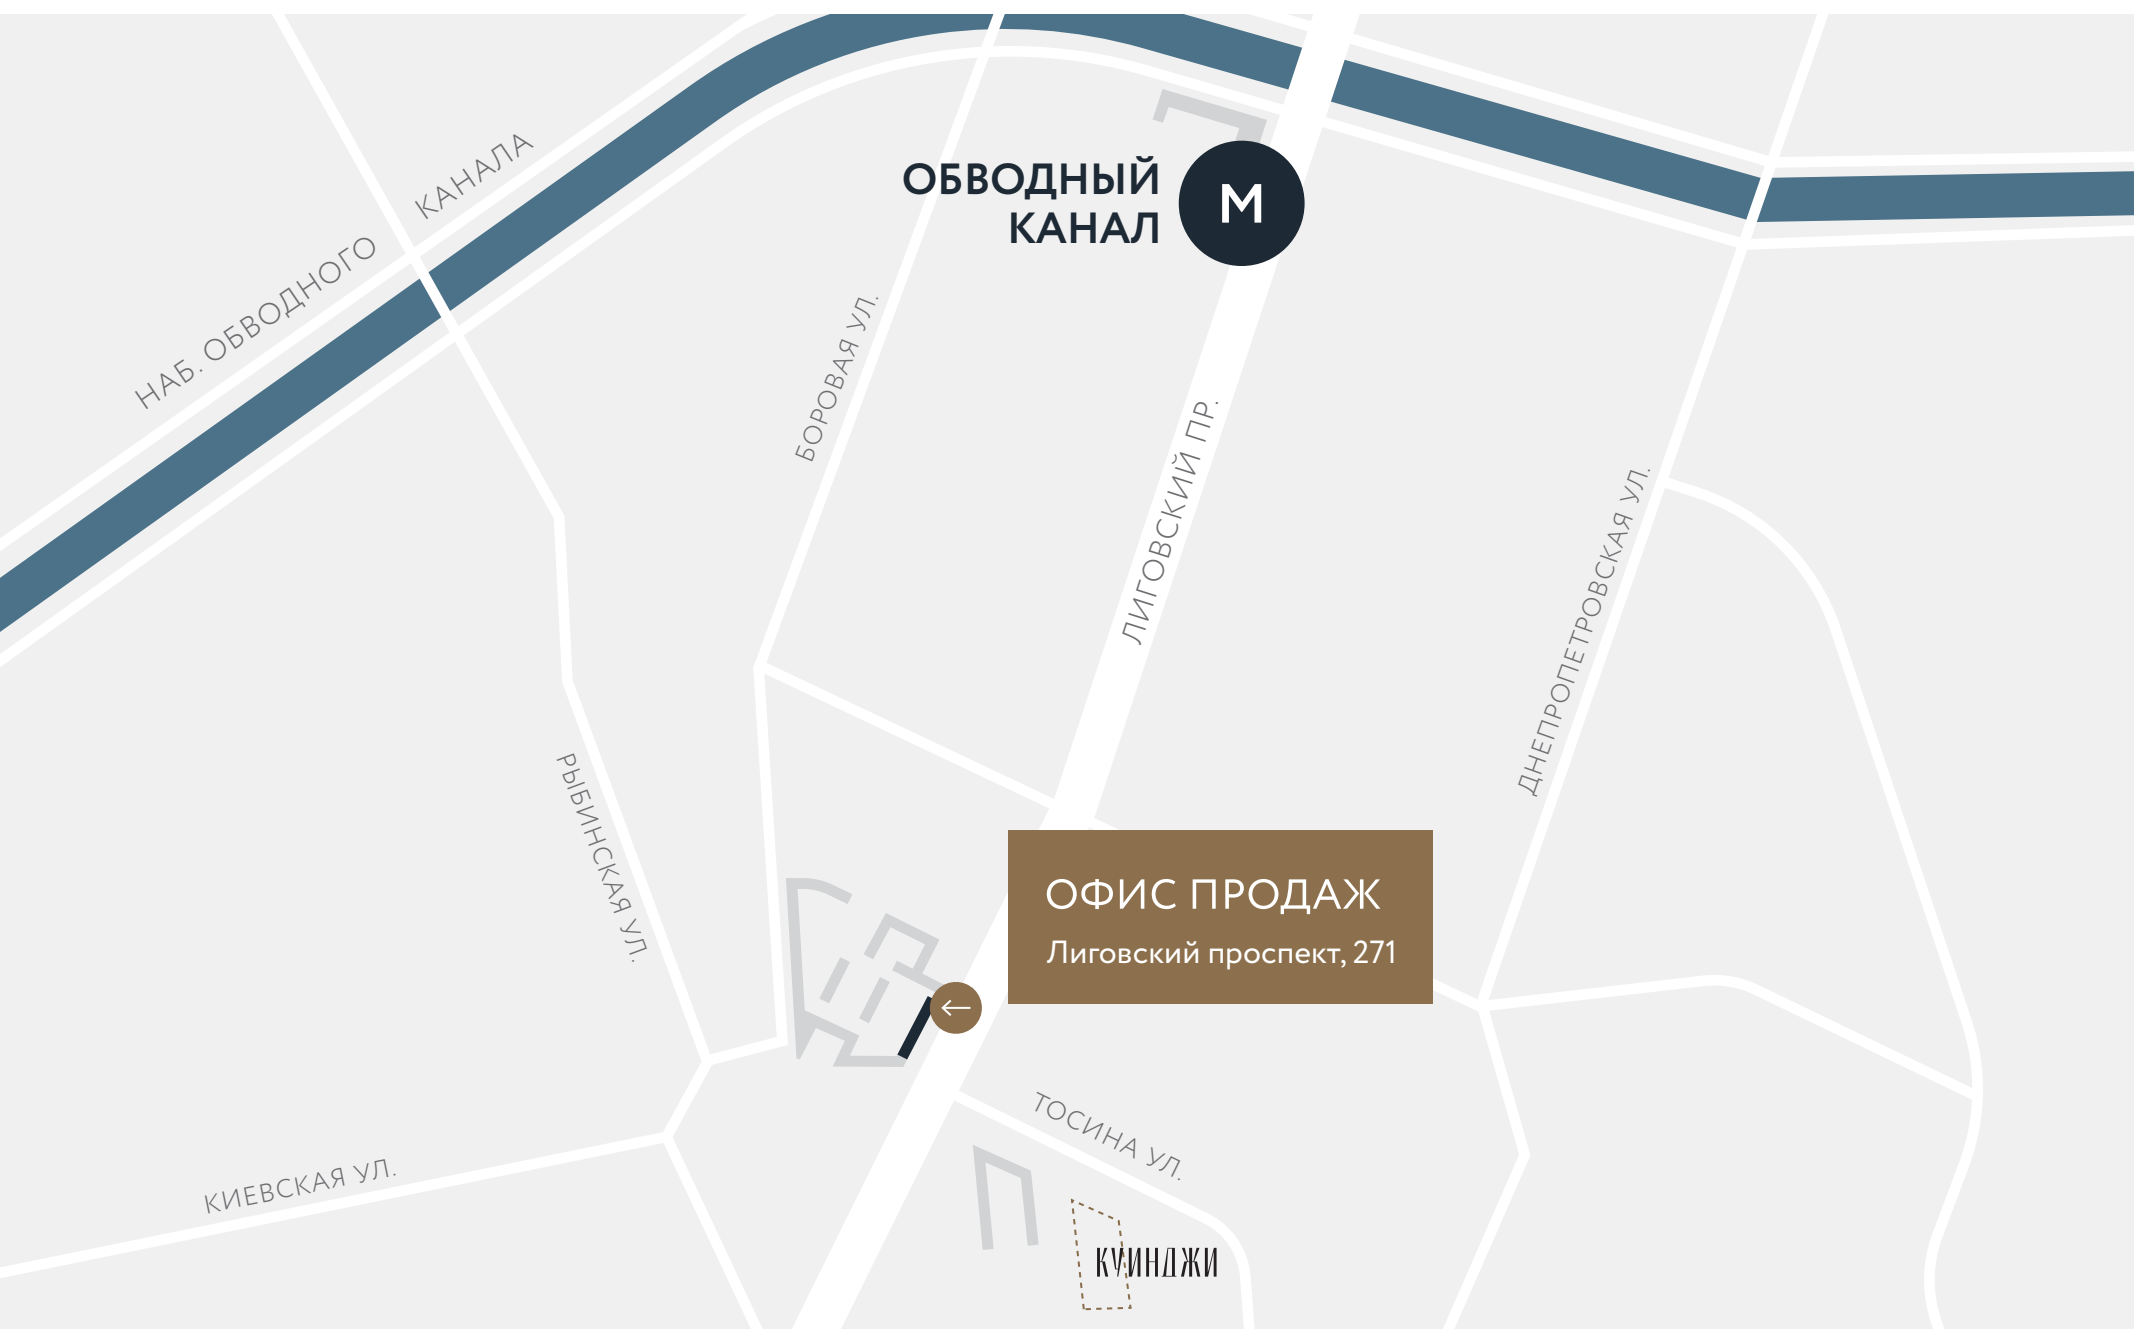 НАБ. ОБВОДНОГО КАНАЛА
ОБВОДНЫЙ
КАНАЛ
М
БОРОВАЯ УЛ.
ЛИГОВСКИЙ ПР.
ДНЕПРОПЕТРОВСКАЯ УЛ.
РЫБИНСКАЯ УЛ.
ОФИС ПРОДАЖ
Лиговский проспект, 271
ТОСИНА УЛ.
КИЕВСКАЯ УЛ.
КУИНДЖИ